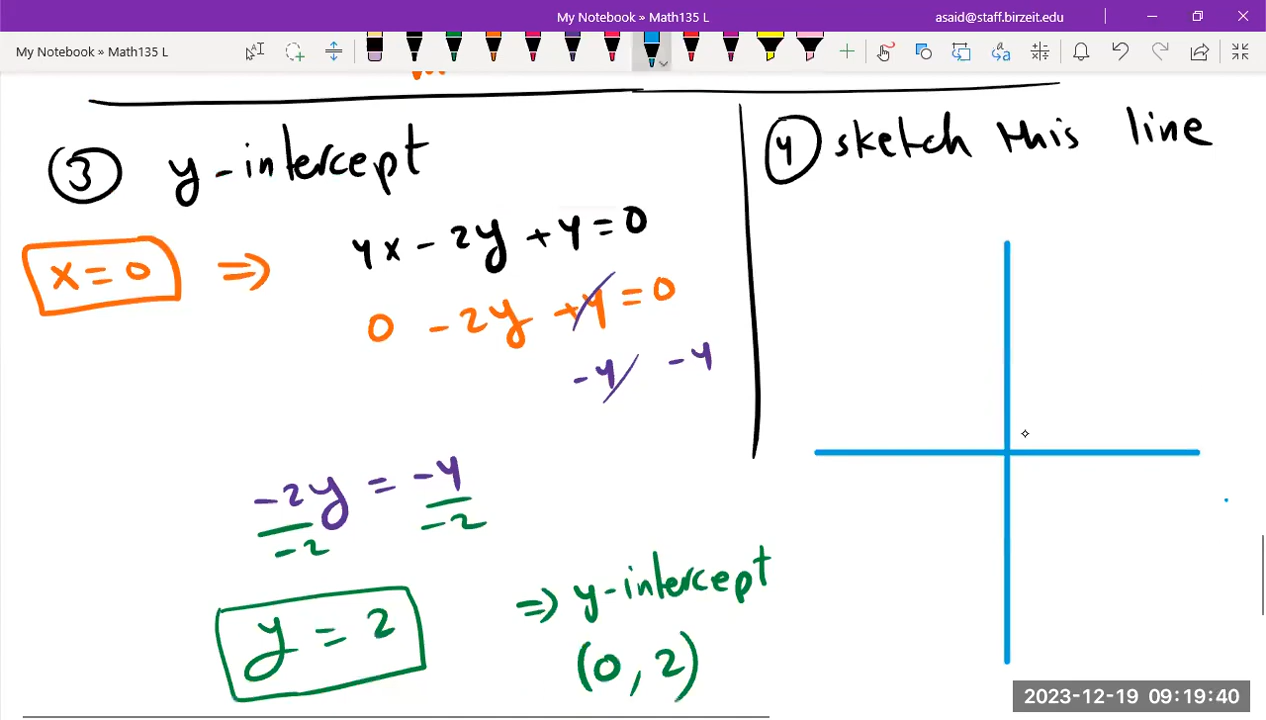 My Notebook » Math135 L
asaid@staff.birzeit.edu
My Notebook » Math135 L
③ y-intercept
x = 0 ⇒ 4x - 2y + 4 = 0
0 - 2y + 4 = 0
- 4 - 4
-2y = -4
-2 -2
y = 2 ⇒ y-intercept
(0, 2)
④ sketch this line
2023-12-19 09:19:40